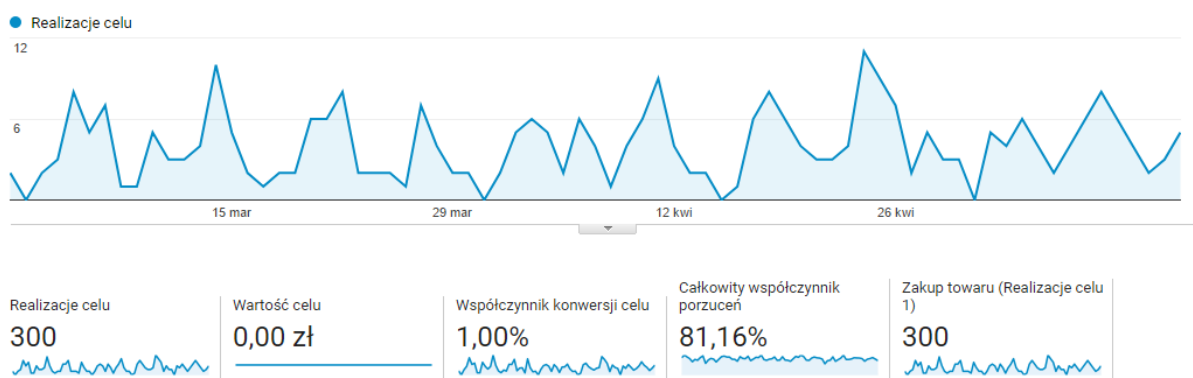 Realizacje celu
12
6
15 mar
29 mar
12 kwi
26 kwi
Realizacje celu
300
Wartość celu
0,00 zł
Współczynnik konwersji celu
1,00%
Całkowity współczynnik
porzuceń
81,16%
Zakup towaru (Realizacje celu
1)
300